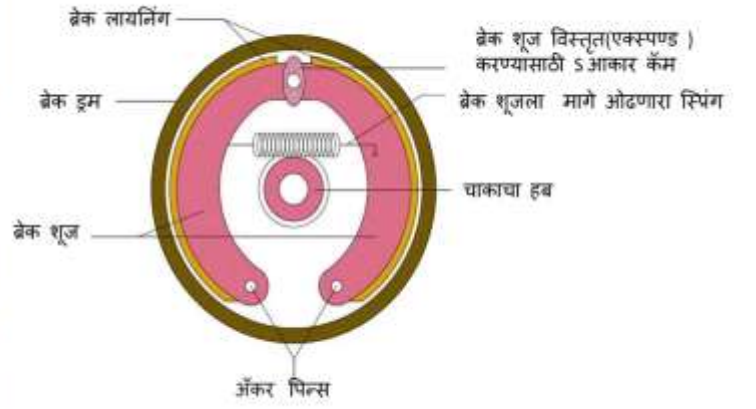 ब्रेक लायनिंग
ब्रेक शूज विस्तृत(एक्स्पण्ड )
करण्यासाठी S आकार कॅम
ब्रेक ड्रम
ब्रेक शूजला मागे ओढणारा स्पिंग
चाकाचा हब
ब्रेक शूज
अँकर पिन्स